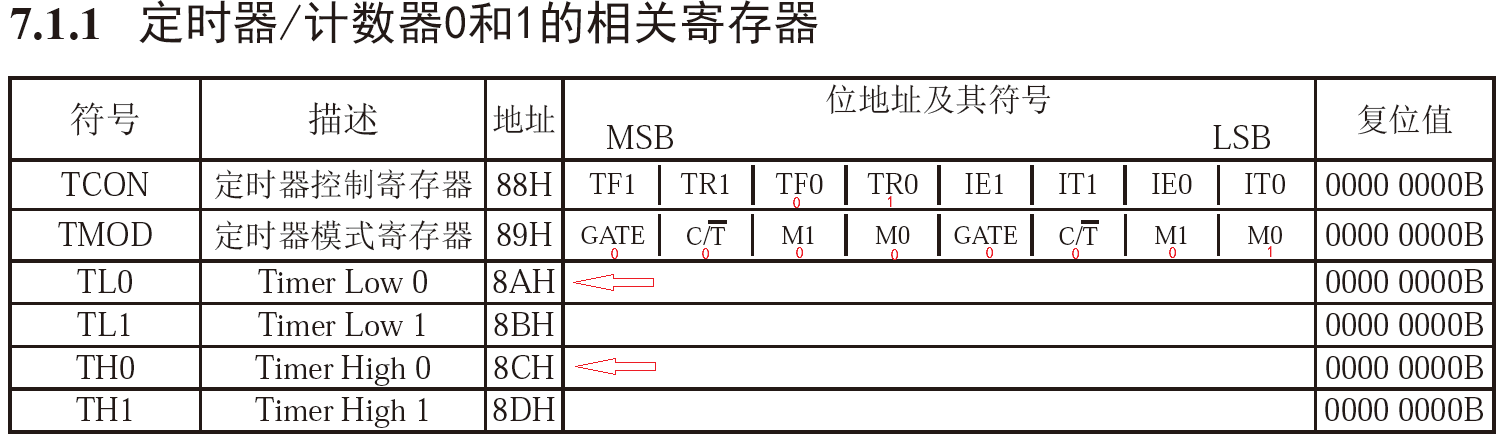 7.1.1 定时器/计数器0和1的相关寄存器
符号 描述 地址 位地址及其符号 复位值
MSB LSB
TCON 定时器控制寄存器 88H TF1 TR1 TF0 TR0 IE1 IT1 IE0 IT0 0000 0000B
0 1
TMOD 定时器模式寄存器 89H GATE C/T̅ M1 M0 GATE C/T̅ M1 M0 0000 0000B
0 0 0 0 0 0 0 1
TL0 Timer Low 0 8AH 0000 0000B
TL1 Timer Low 1 8BH 0000 0000B
TH0 Timer High 0 8CH 0000 0000B
TH1 Timer High 1 8DH 0000 0000B